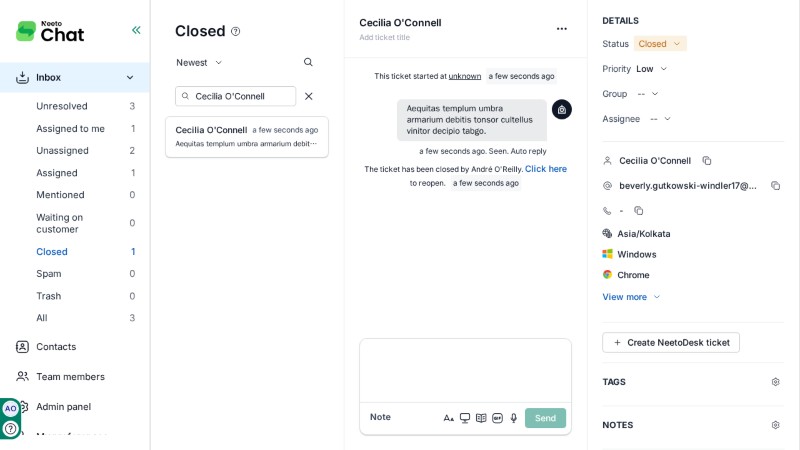 Neeto
Chat
Inbox
Unresolved 3
Assigned to me 1
Unassigned 2
Assigned 1
Mentioned 0
Waiting on
customer 0
Closed 1
Spam 0
Trash 0
All 3
Contacts
Team members
Admin panel
AO
Closed
Newest
Cecilia O'Connell
Cecilia O'Connell a few seconds ago
Aequitas templum umbra armarium debit···
Cecilia O'Connell
Add ticket title
This ticket started at unknown a few seconds ago
Aequitas templum umbra
armarium debitis tonsor cultellus
vinitor decipio tabgo.
a few seconds ago. Seen. Auto reply
The ticket has been closed by André O'Reilly. Click here
to reopen. a few seconds ago
Note
Send
DETAILS
Status Closed
Priority Low
Group --
Assignee --
Cecilia O'Connell
beverly.gutkowski-windler17@...
-
Asia/Kolkata
Windows
Chrome
View more
+ Create NeetoDesk ticket
TAGS
NOTES